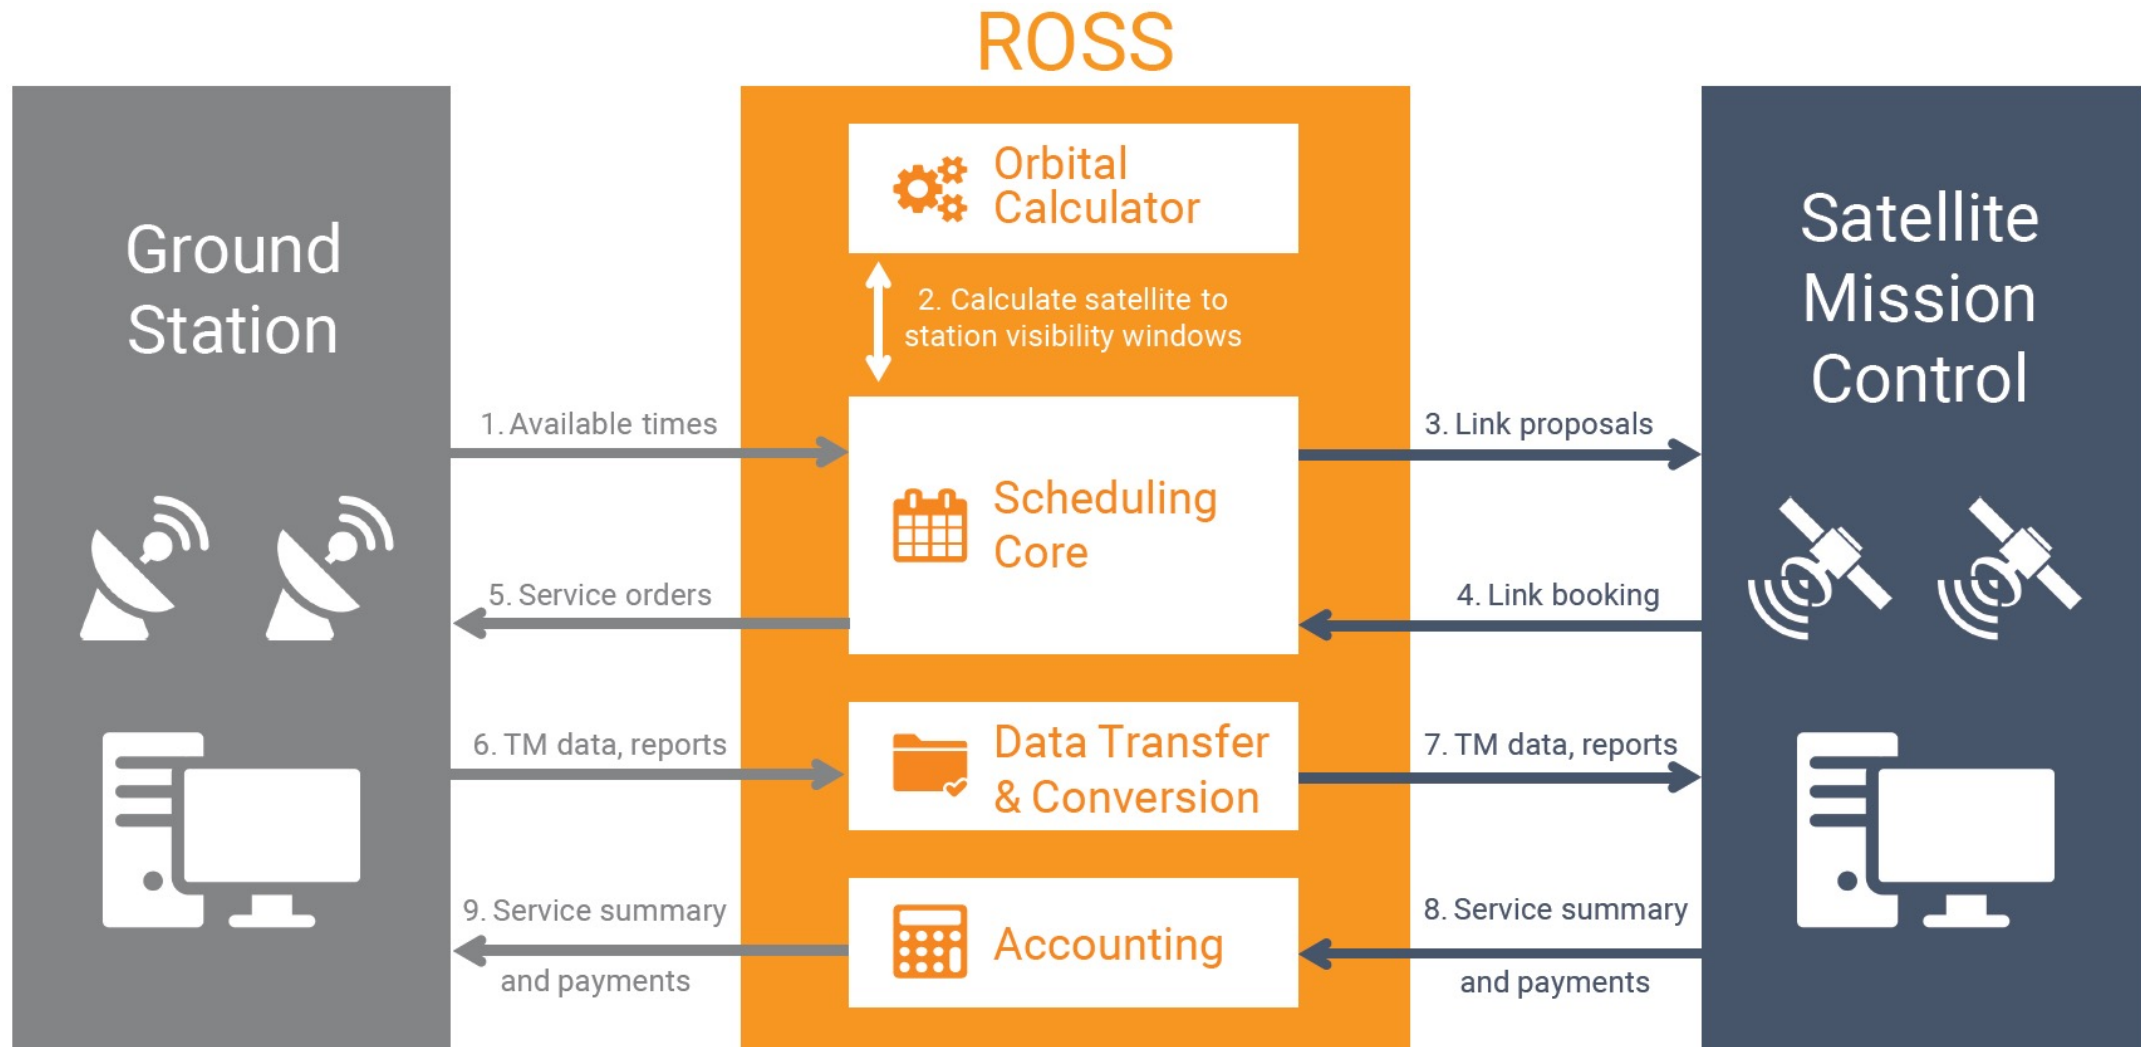 ROSS
Ground
Station
Orbital
Calculator
2. Calculate satellite to
station visibility windows
Satellite
Mission
Control
1. Available times
3. Link proposals
Scheduling
Core
5. Service orders
4. Link booking
6. TM data, reports
Data Transfer
& Conversion
7. TM data, reports
9. Service summary
and payments
Accounting
8. Service summary
and payments